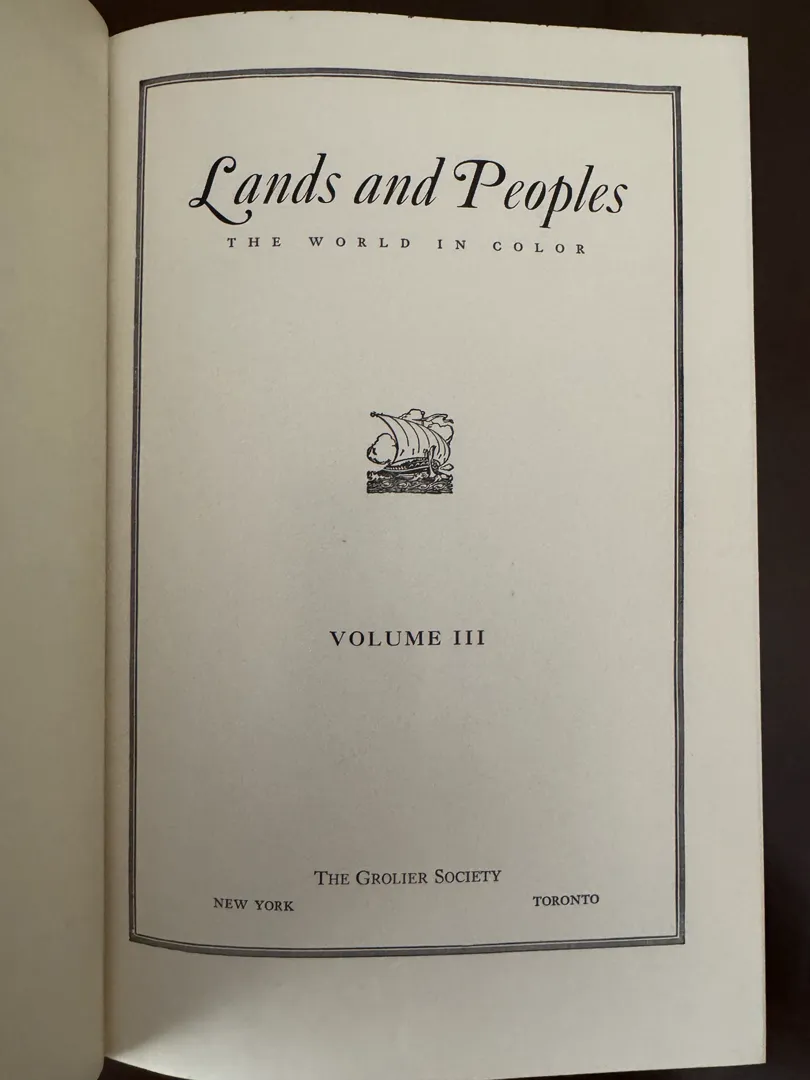 Lands and Peoples
THE WORLD IN COLOR
VOLUME III
THE GROLIER SOCIETY
NEW YORK TORONTO